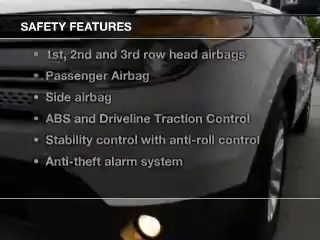 SAFETY FEATURES
1st, 2nd and 3rd row head airbags
Passenger Airbag
Side airbag
ABS and Driveline Traction Control
Stability control with anti-roll control
Anti-theft alarm system